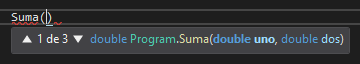 Suma()
▲ 1 de 3 ▼ double Program.Suma(double uno, double dos)